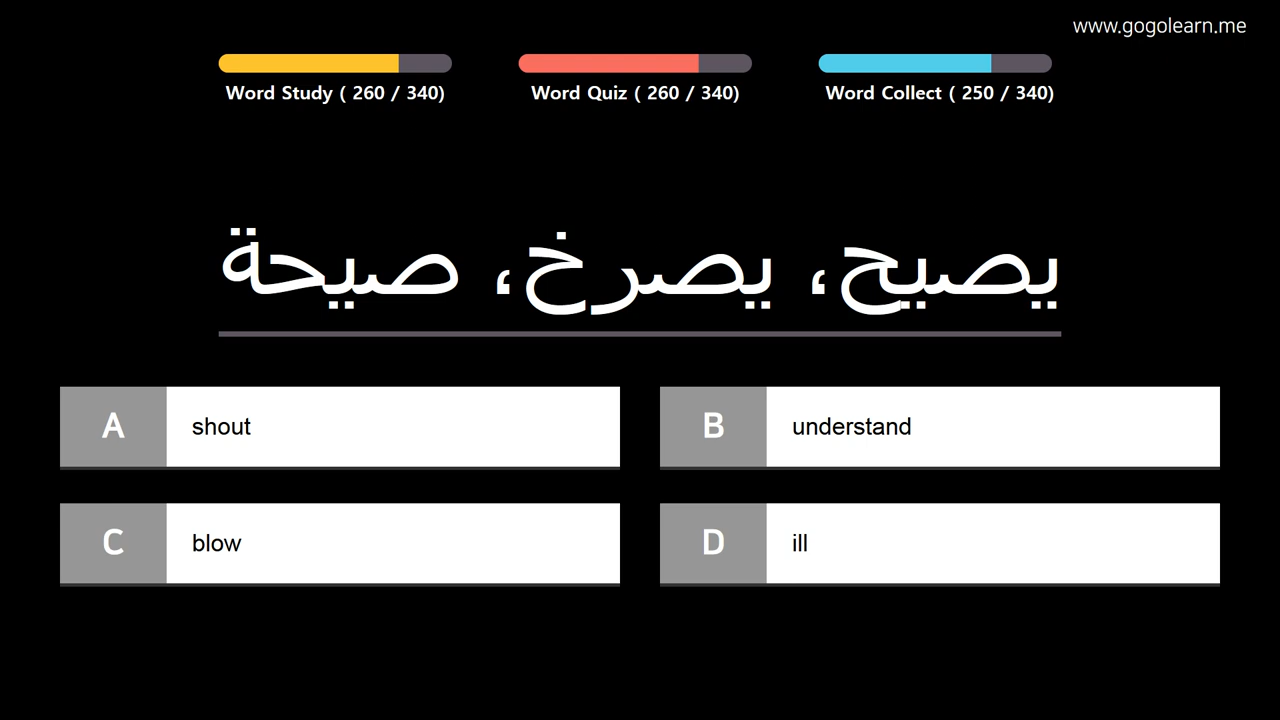 www.gogolearn.me
Word Study ( 260 / 340)
Word Quiz ( 260 / 340)
Word Collect ( 250 / 340)
يصيح، يصرخ، صيحة
A shout
B understand
C blow
D ill